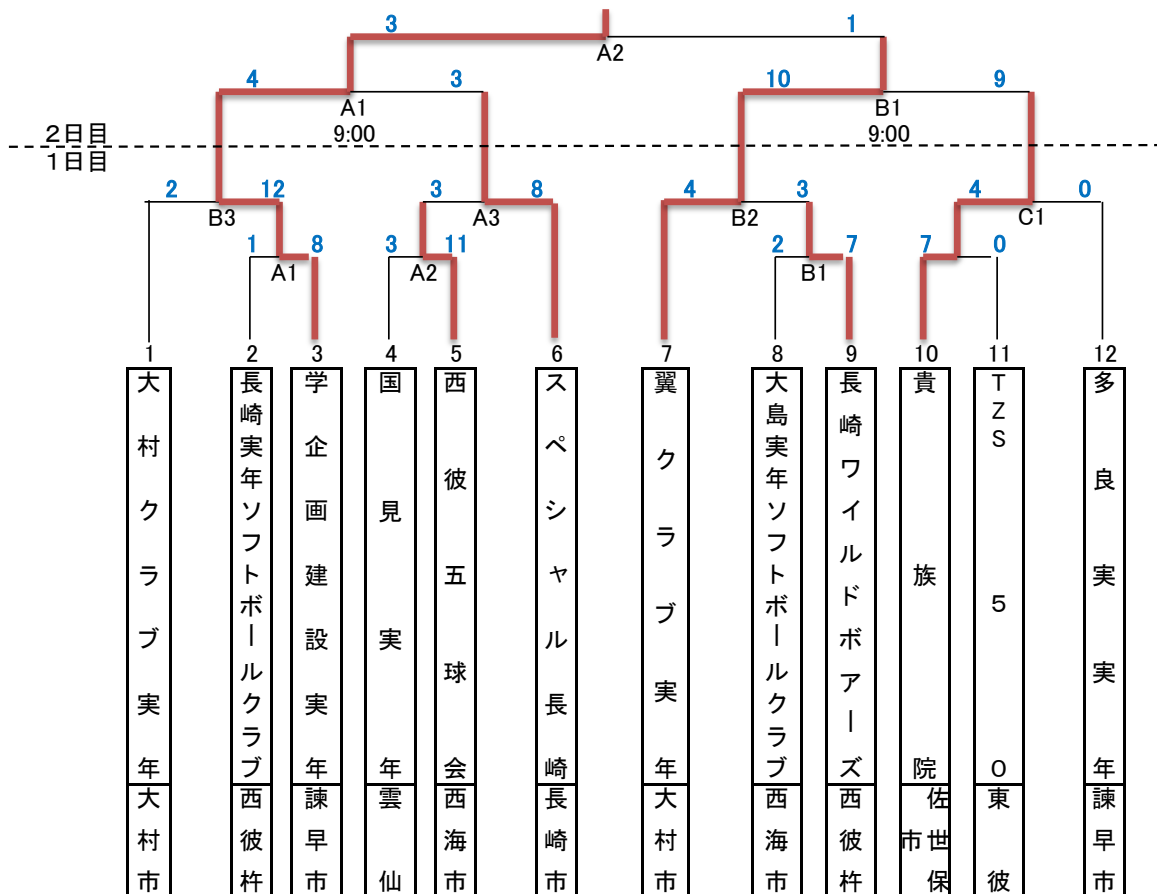 3 1
A2
4 3 10 9
A1 B1
2日目 9:00 9:00
1日目
2 12 3 8 4 3 4 0
B3 A3 B2 C1
1 8 3 11 2 7 7 0
A1 A2 B1
1 2 3 4 5 6 7 8 9 10 11 12
大村クラブ実年
長崎実年ソフトボールクラブ
学企画建設実年
国見実年
西彼五球会
スペシャル長崎
翼クラブ実年
大島実年ソフトボールクラブ
長崎ワイルドボアーズ
貴族院
TZS50
多良実年
大村市
西彼杵
諫早市
雲仙
西海市
長崎市
大村市
西海市
西彼杵
佐世保
市
東彼
諫早市